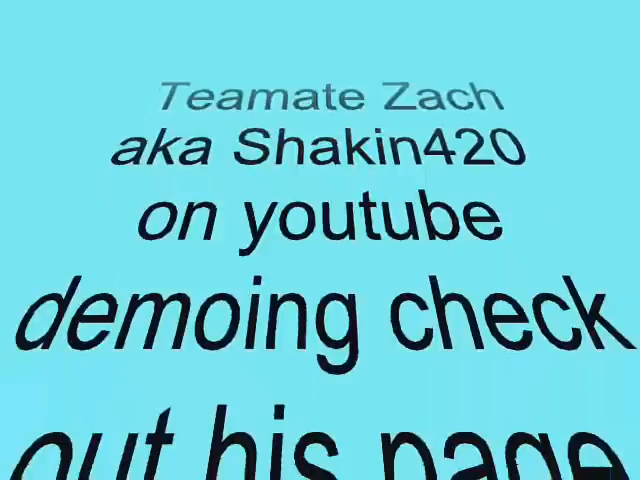 Teamate Zach
aka Shakin420
on youtube
demoing check
out his page